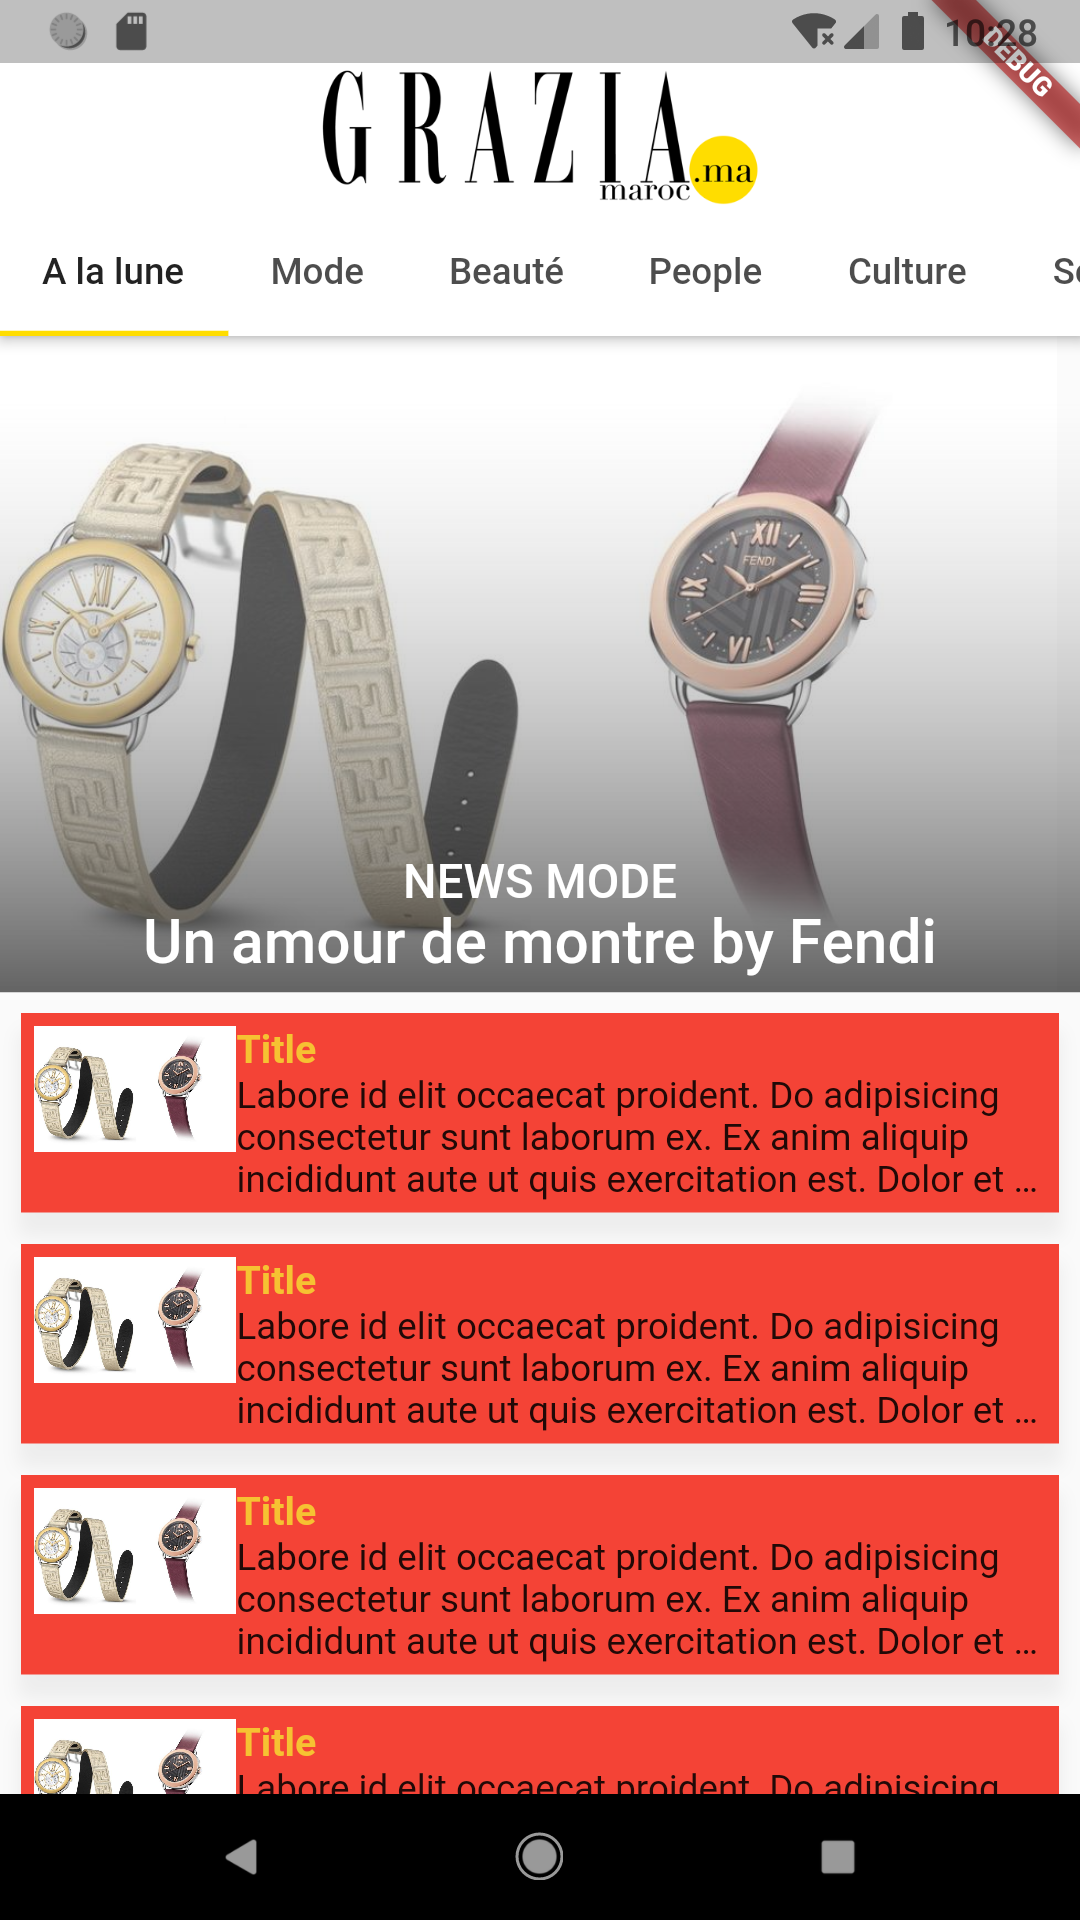 10:28
DEBUG
GRAZIA
maroc
.ma
A la lune Mode Beauté People Culture
FENDI
FENDI
NEWS MODE
Un amour de montre by Fendi
Title
Labore id elit occaecat proident. Do adipisicing
consectetur sunt laborum ex. Ex anim aliquip
incididunt aute ut quis exercitation est. Dolor et ...
Title
Labore id elit occaecat proident. Do adipisicing
consectetur sunt laborum ex. Ex anim aliquip
incididunt aute ut quis exercitation est. Dolor et ...
Title
Labore id elit occaecat proident. Do adipisicing
consectetur sunt laborum ex. Ex anim aliquip
incididunt aute ut quis exercitation est. Dolor et ...
Title
Labore id elit occaecat proident. Do adipisicing